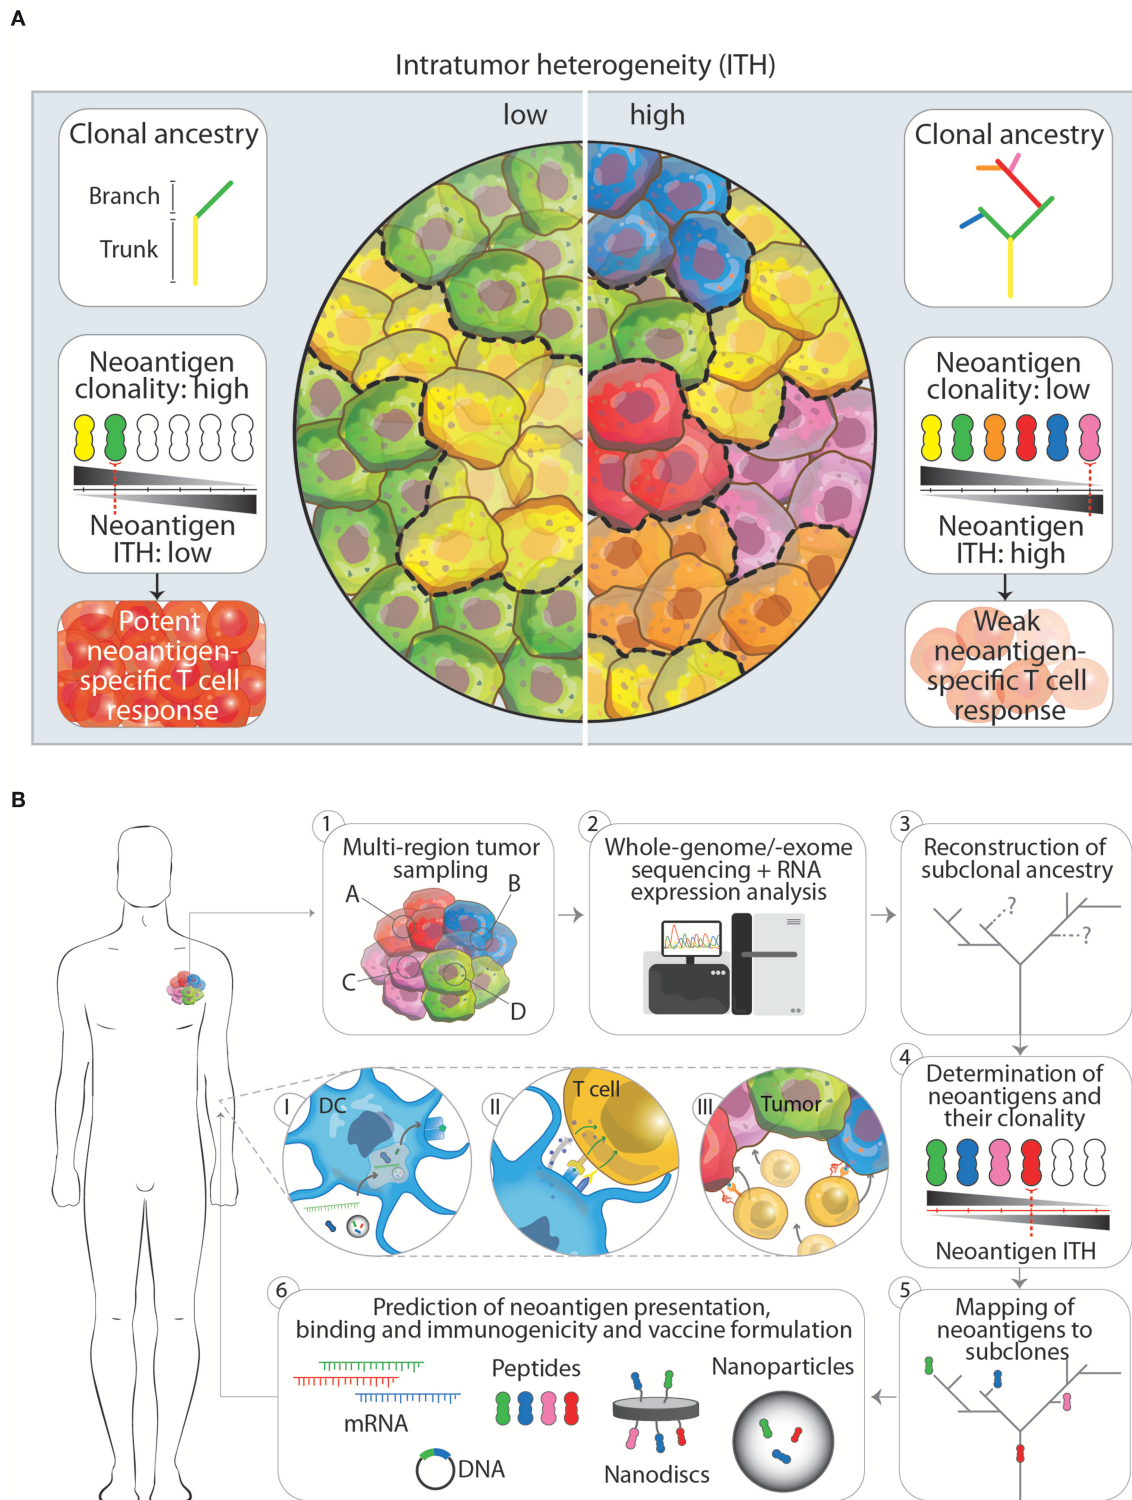 A
Intratumor heterogeneity (ITH)
low
high
Clonal ancestry
Branch
Trunk
Neoantigen
clonality: high
Neoantigen
ITH: low
Potent
neoantigen-
specific T cell
response
Clonal ancestry
Neoantigen
clonality: low
Neoantigen
ITH: high
Weak
neoantigen-
specific T cell
response
B
1
Multi-region tumor
sampling
A
B
C
D
2
Whole-genome/-exome
sequencing + RNA
expression analysis
3
Reconstruction of
subclonal ancestry
?
?
4
Determination of
neoantigens and
their clonality
Neoantigen ITH
I
DC
II
T cell
III
Tumor
5
Mapping of
neoantigens to
subclones
6
Prediction of neoantigen presentation,
binding and immunogenicity and vaccine formulation
mRNA
Peptides
DNA
Nanodiscs
Nanoparticles